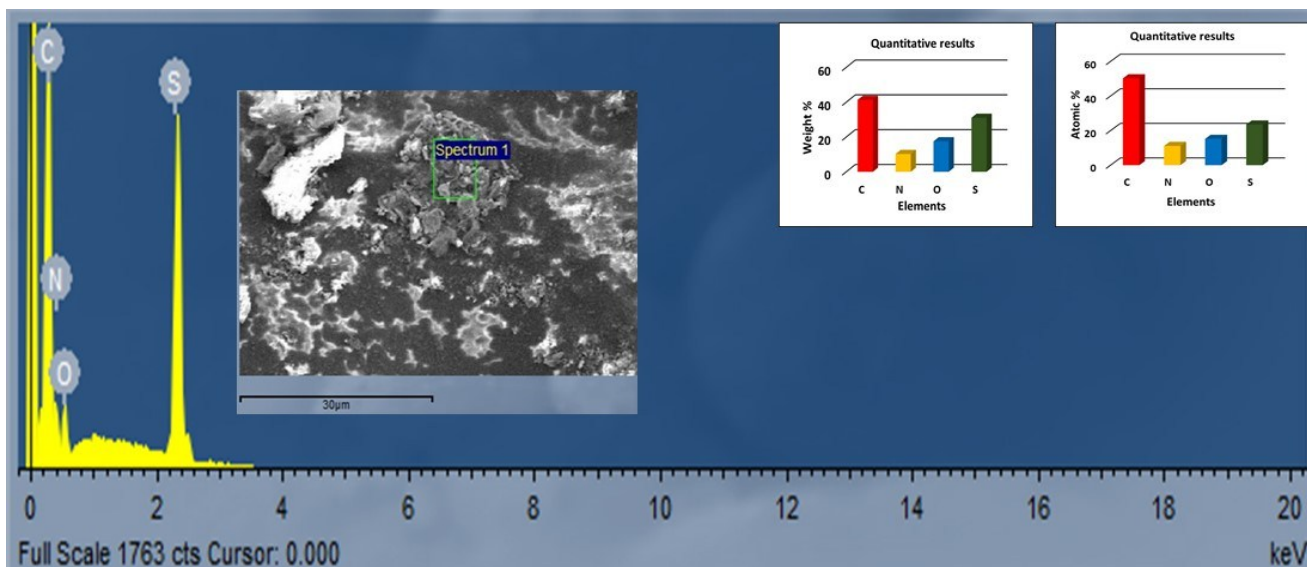 C
S
N
O
Spectrum 1
30µm
Quantitative results
60
40
20
0
Weight %
C N O S
Elements
Quantitative results
60
40
20
0
Atomic %
C N O S
Elements
0 2 4 6 8 10 12 14 16 18 20
Full Scale 1763 cts Cursor: 0.000 keV